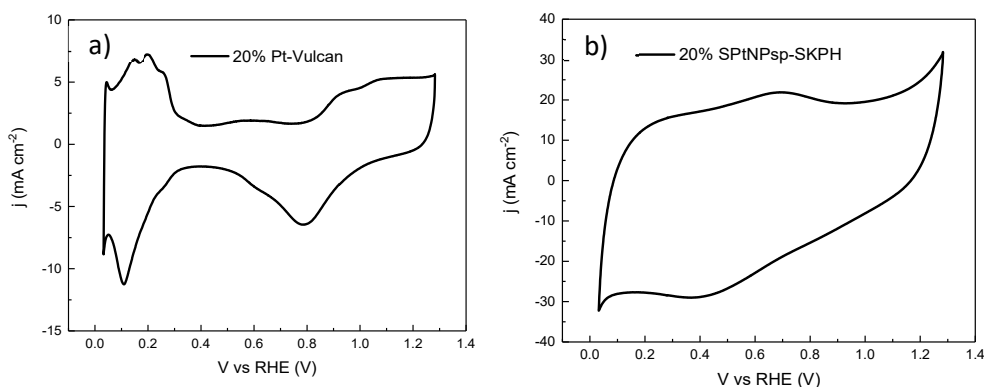 a)
20% Pt-Vulcan
10
5
0
-5
-10
-15
j (mA cm-2)
0.0 0.2 0.4 0.6 0.8 1.0 1.2 1.4
V vs RHE (V)
b)
20% SPtNPsp-SKPH
40
30
20
10
0
-10
-20
-30
-40
j (mA cm-2)
0.0 0.2 0.4 0.6 0.8 1.0 1.2 1.4
V vs RHE (V)